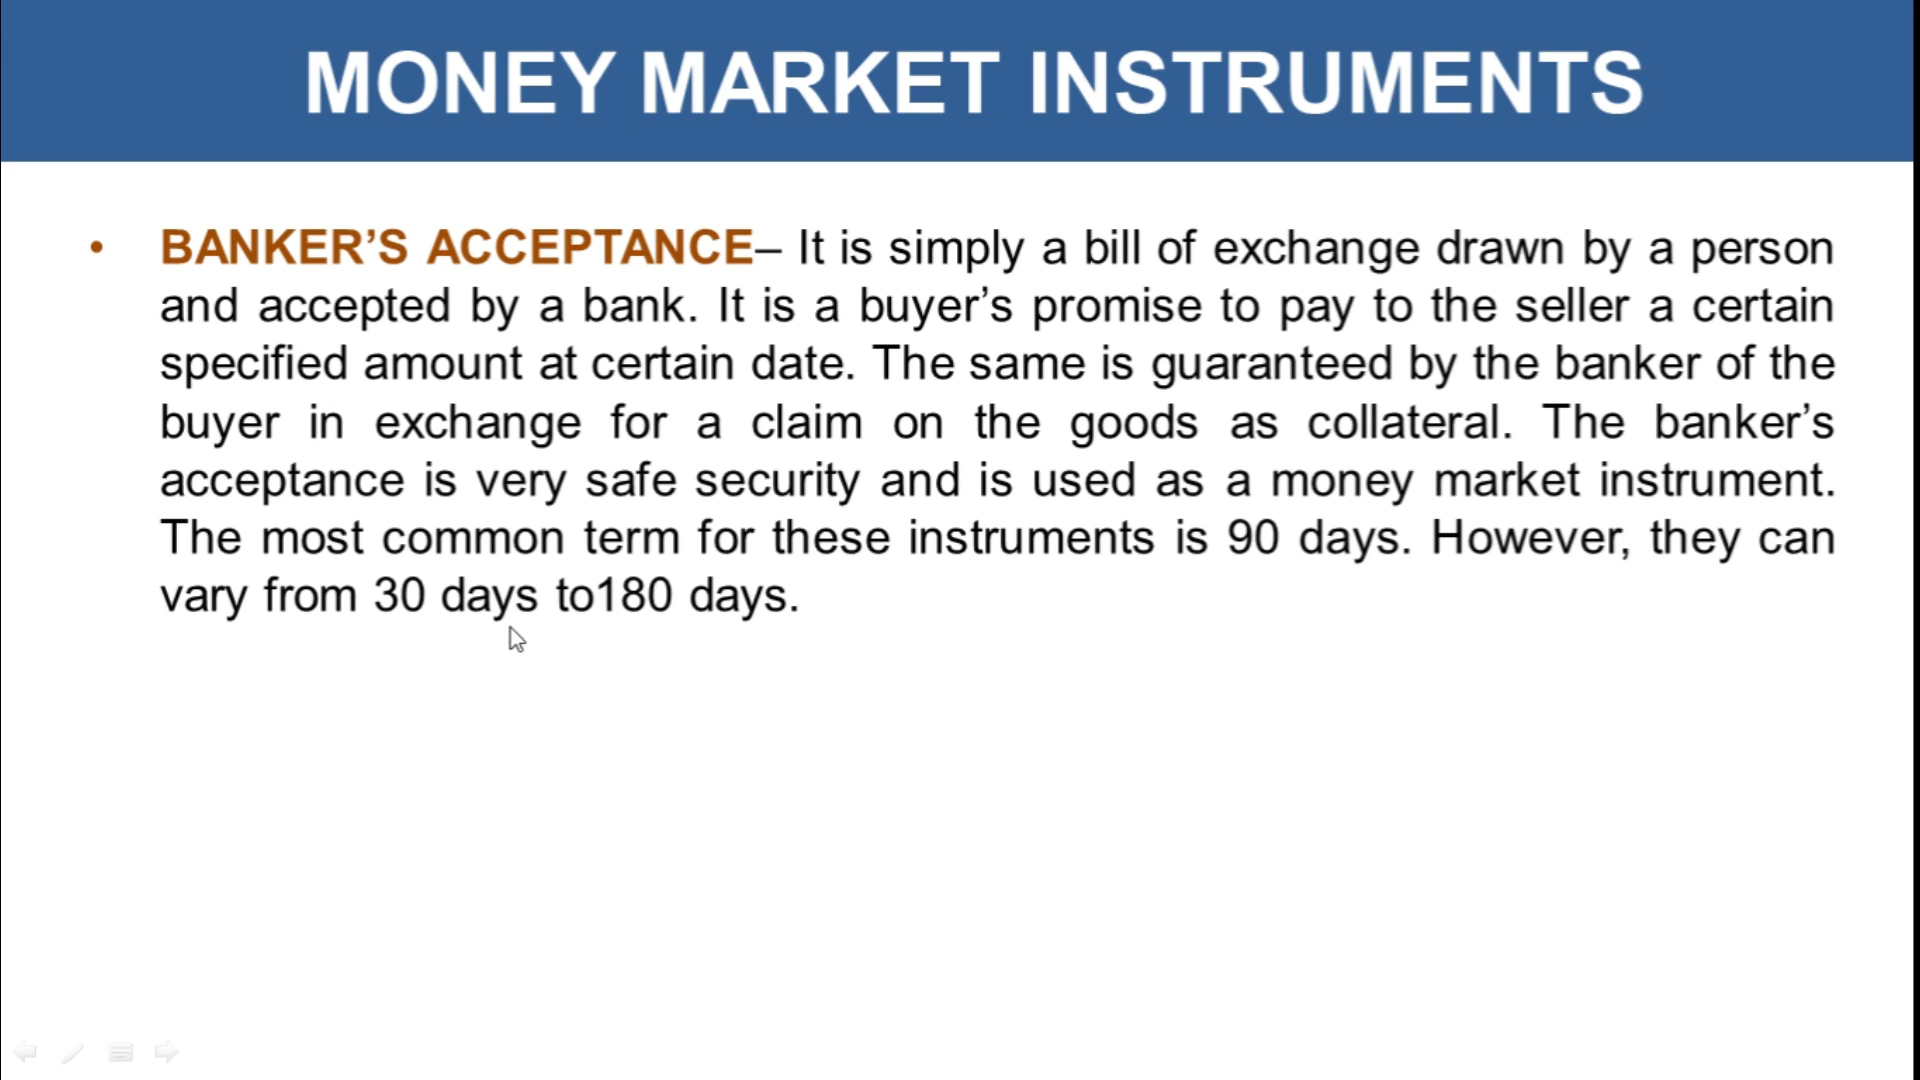 MONEY MARKET INSTRUMENTS
• BANKER’S ACCEPTANCE– It is simply a bill of exchange drawn by a person
and accepted by a bank. It is a buyer’s promise to pay to the seller a certain
specified amount at certain date. The same is guaranteed by the banker of the
buyer in exchange for a claim on the goods as collateral. The banker’s
acceptance is very safe security and is used as a money market instrument.
The most common term for these instruments is 90 days. However, they can
vary from 30 days to180 days.